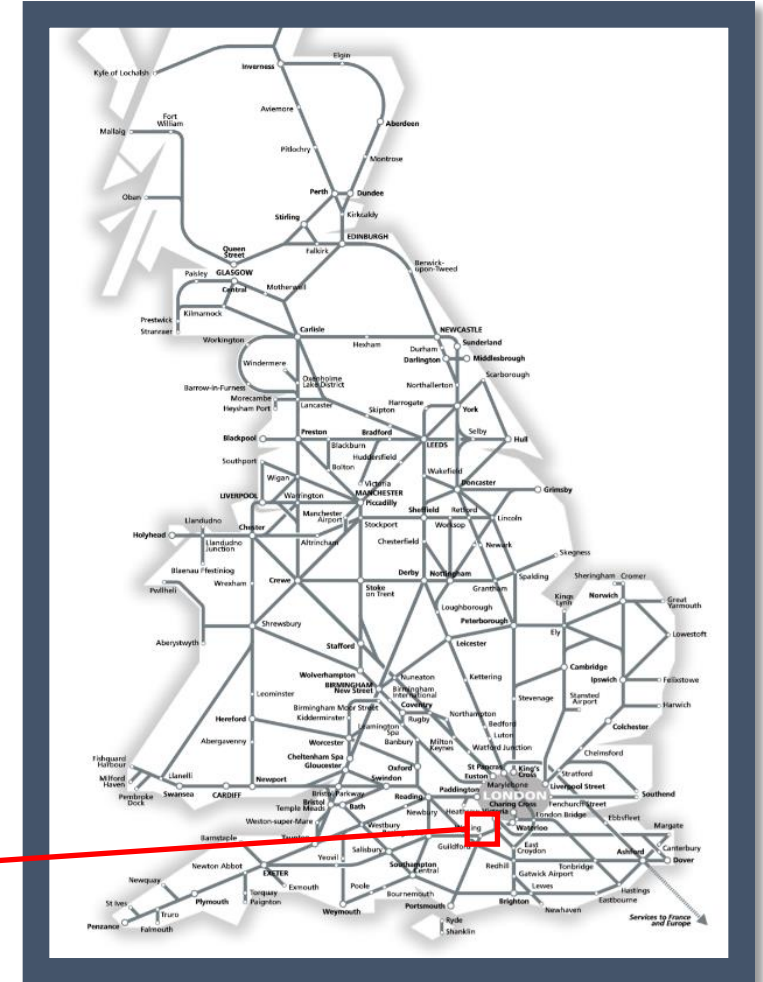 Elgin
Inverness
Kyle of Lochalsh
Aviemore
Fort
William
Mallaig
Aberdeen
Pitlochry
Montrose
Perth
Dundee
Oban
Kirkcaldy
Stirling
EDINBURGH
Queen
Street
Falkirk
Berwick-
upon-Tweed
Paisley
GLASGOW
Central
Motherwell
Prestwick
Kilmarnock
Stranraer
Carlisle
NEWCASTLE
Workington
Hexham
Durham
Sunderland
Darlington
Middlesbrough
Windermere
Scarborough
Oxenholme
Lake District
Barrow-in-Furness
Northallerton
Morecambe
Heysham Port
Lancaster
Skipton
Harrogate
York
Blackpool
Preston
Bradford
Selby
Hull
Blackburn
LEEDS
Huddersfield
Southport
Bolton
Wakefield
Wigan
Victoria
Doncaster
MANCHESTER
Piccadilly
Grimsby
LIVERPOOL
Warrington
Manchester
Airport
Sheffield
Retford
Llandudno
Stockport
Worksop
Lincoln
Holyhead
Chester
Llandudno
Junction
Altrincham
Chesterfield
Newark
Skegness
Blaenau Ffestiniog
Derby
Nottingham
Pwllheli
Wrexham
Crewe
Stoke
on Trent
Grantham
Spalding
Sheringham
Cromer
Kings
Lynn
Norwich
Great
Yarmouth
Loughborough
Shrewsbury
Peterborough
Ely
Lowestoft
Aberystwyth
Stafford
Leicester
Wolverhampton
Nuneaton
Kettering
Cambridge
BIRMINGHAM
New Street
Birmingham
International
Ipswich
Felixstowe
Leominster
Coventry
Stevenage
Stansted
Airport
Harwich
Birmingham Moor Street
Kidderminster
Rugby
Northampton
Hereford
Leamington
Spa
Bedford
Colchester
Worcester
Banbury
Milton
Keynes
Luton
Abergavenny
Watford Junction
Chelmsford
Cheltenham Spa
Gloucester
Oxford
St Pancras
King's
Cross
Fishguard
Harbour
Euston
Stratford
Milford
Haven
Llanelli
Newport
Swindon
Marylebone
Liverpool Street
Pembroke
Dock
Swansea
CARDIFF
Bristol Parkway
Reading
Paddington
LONDON
Southend
Bristol
Temple Meads
Bath
Charing Cross
Fenchurch Street
Newbury
Victoria
London Bridge
Ebbsfleet
Weston-super-Mare
Westbury
Waterloo
Margate
Barnstaple
Taunton
Salisbury
Guildford
East
Croydon
Canterbury
Newton Abbot
Yeovil
Southampton
Central
Redhill
Tonbridge
Ashford
Dover
EXETER
Gatwick Airport
Newquay
Exmouth
Poole
Lewes
Hastings
St Ives
Plymouth
Torquay
Paignton
Bournemouth
Eastbourne
Truro
Weymouth
Portsmouth
Brighton
Newhaven
Penzance
Falmouth
Ryde
Shanklin
Services to France
and Europe